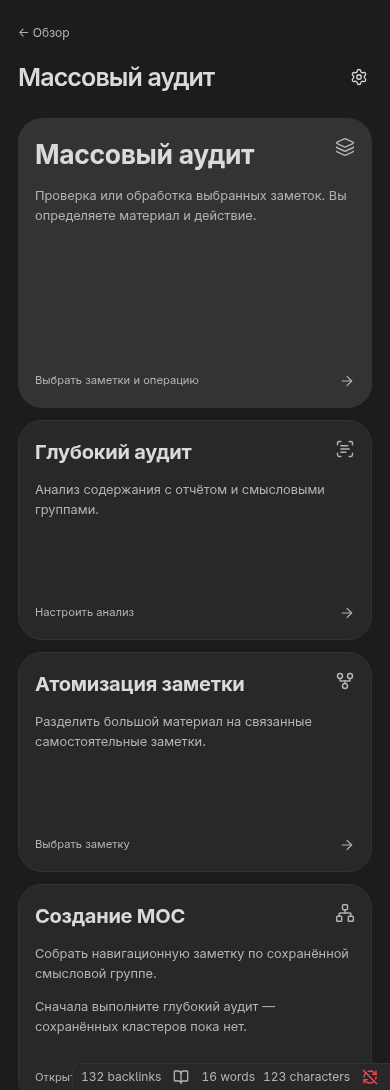 ← Обзор
Массовый аудит
Массовый аудит
Проверка или обработка выбранных заметок. Вы
определяете материал и действие.
Выбрать заметки и операцию
Глубокий аудит
Анализ содержания с отчётом и смысловыми
группами.
Настроить анализ
Атомизация заметки
Разделить большой материал на связанные
самостоятельные заметки.
Выбрать заметку
Создание MOC
Собрать навигационную заметку по сохранённой
смысловой группе.
Сначала выполните глубокий аудит —
сохранённых кластеров пока нет.
132 backlinks 16 words 123 characters